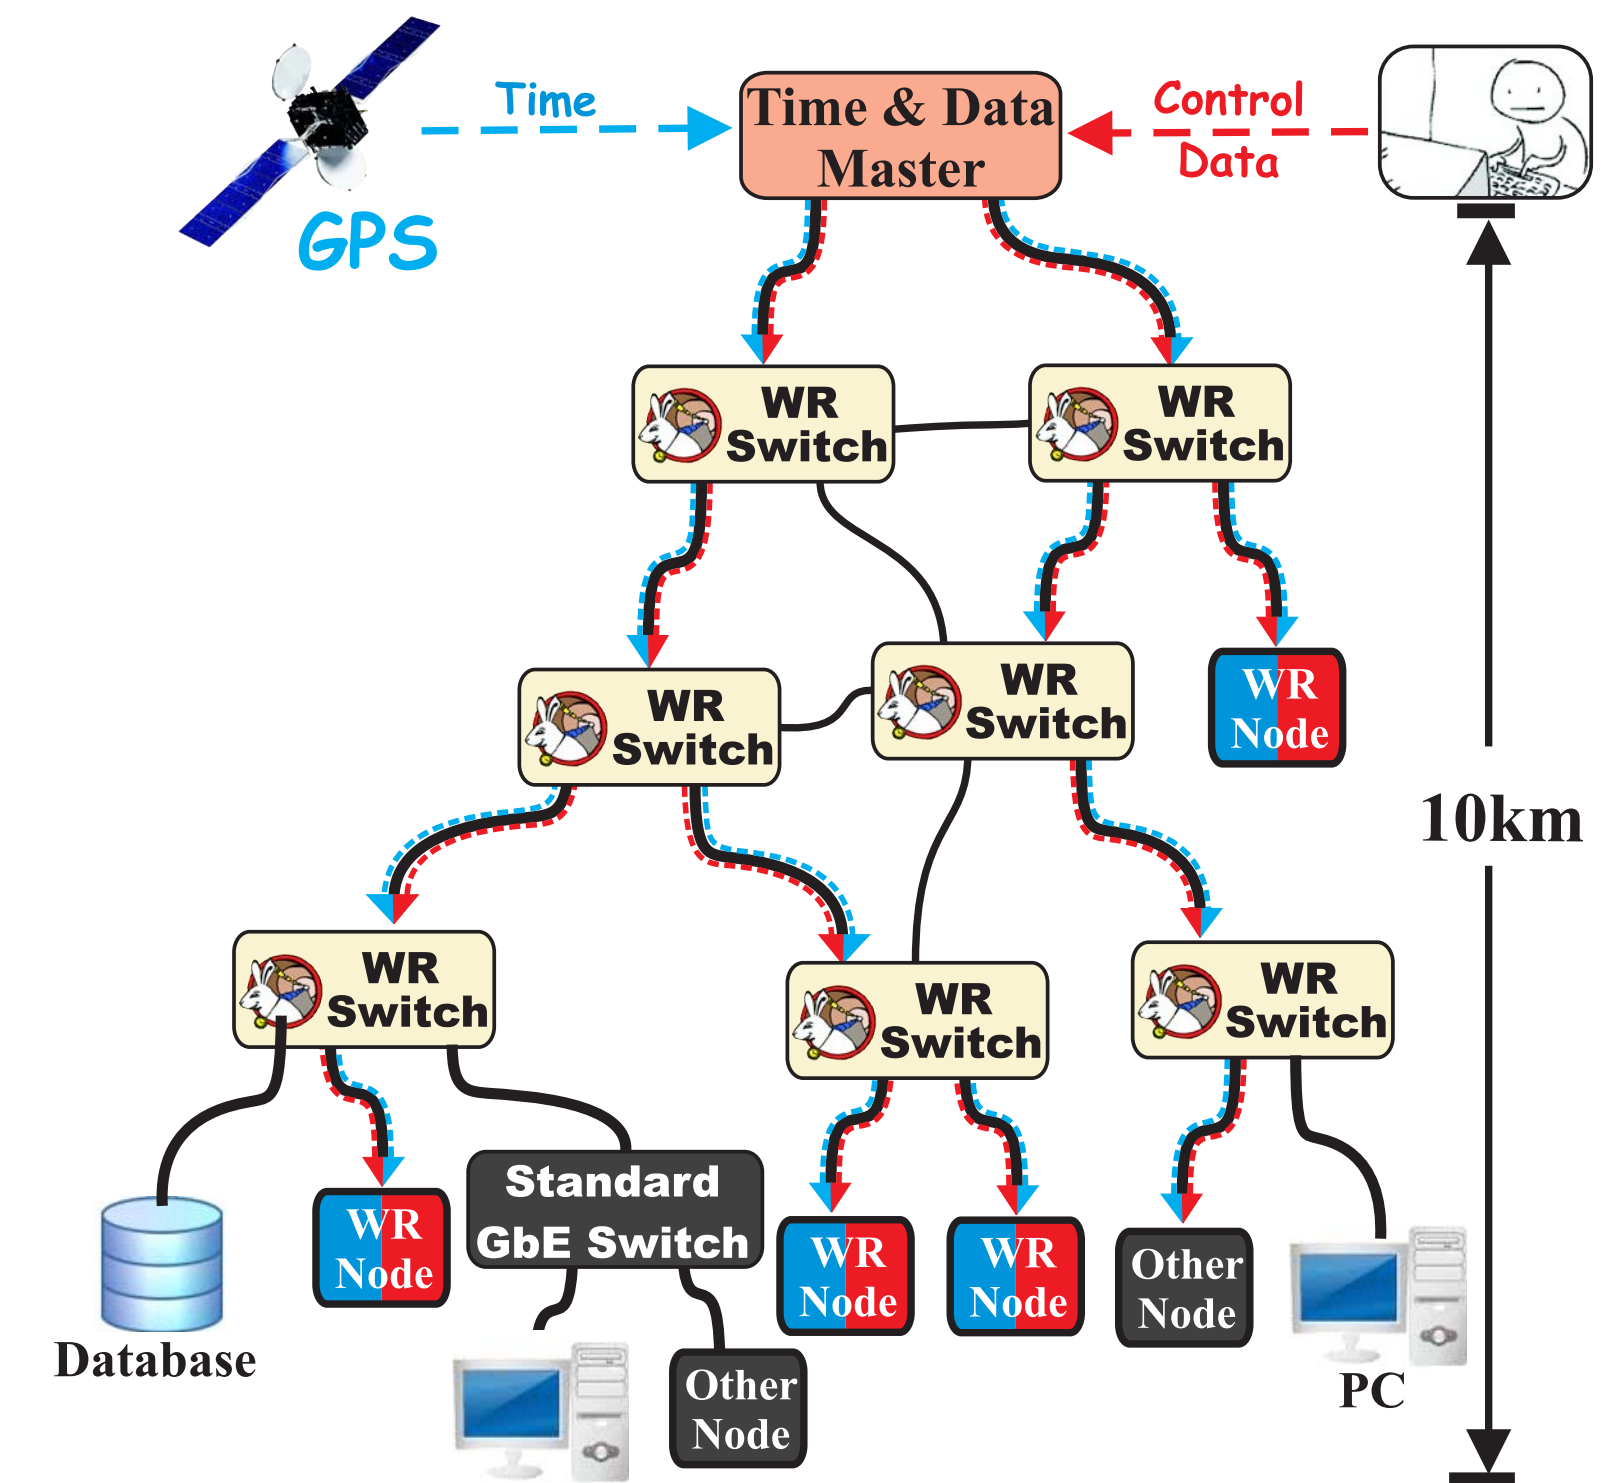 Time
Time & Data
Master
Control
Data
GPS
WR
Switch
WR
Switch
WR
Switch
WR
Switch
WR
Node
10km
WR
Switch
WR
Switch
WR
Switch
Standard
GbE Switch
WR
Node
WR
Node
WR
Node
Other
Node
Database
PC
Other
Node